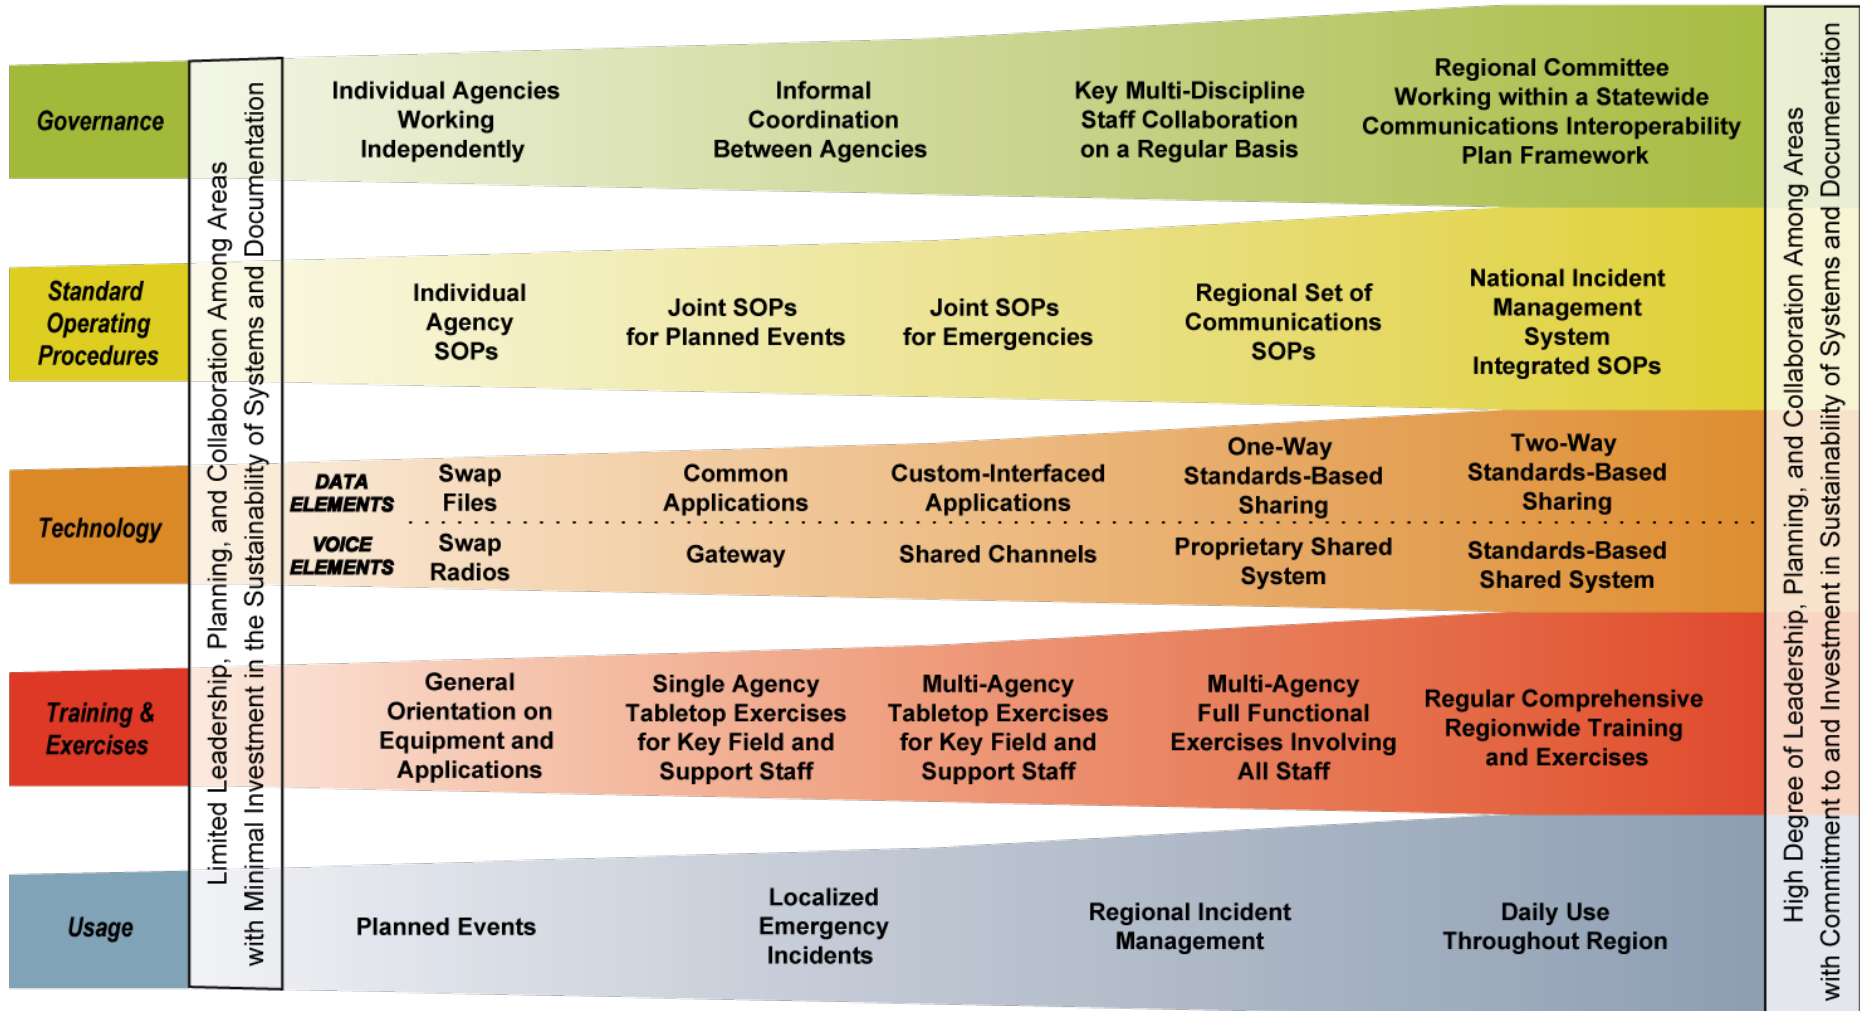 Governance
Limited Leadership, Planning, and Collaboration Among Areas
with Minimal Investment in the Sustainability of Systems and Documentation
Individual Agencies
Working
Independently
Informal
Coordination
Between Agencies
Key Multi-Discipline
Staff Collaboration
on a Regular Basis
Regional Committee
Working within a Statewide
Communications Interoperability
Plan Framework
High Degree of Leadership, Planning, and Collaboration Among Areas
with Commitment to and Investment in Sustainability of Systems and Documentation
Standard
Operating
Procedures
Individual
Agency
SOPs
Joint SOPs
for Planned Events
Joint SOPs
for Emergencies
Regional Set of
Communications
SOPs
National Incident
Management
System
Integrated SOPs
Technology
DATA
ELEMENTS
Swap
Files
Common
Applications
Custom-Interfaced
Applications
One-Way
Standards-Based
Sharing
Two-Way
Standards-Based
Sharing
VOICE
ELEMENTS
Swap
Radios
Gateway
Shared Channels
Proprietary Shared
System
Standards-Based
Shared System
Training &
Exercises
General
Orientation on
Equipment and
Applications
Single Agency
Tabletop Exercises
for Key Field and
Support Staff
Multi-Agency
Tabletop Exercises
for Key Field and
Support Staff
Multi-Agency
Full Functional
Exercises Involving
All Staff
Regular Comprehensive
Regionwide Training
and Exercises
Usage
Planned Events
Localized
Emergency
Incidents
Regional Incident
Management
Daily Use
Throughout Region